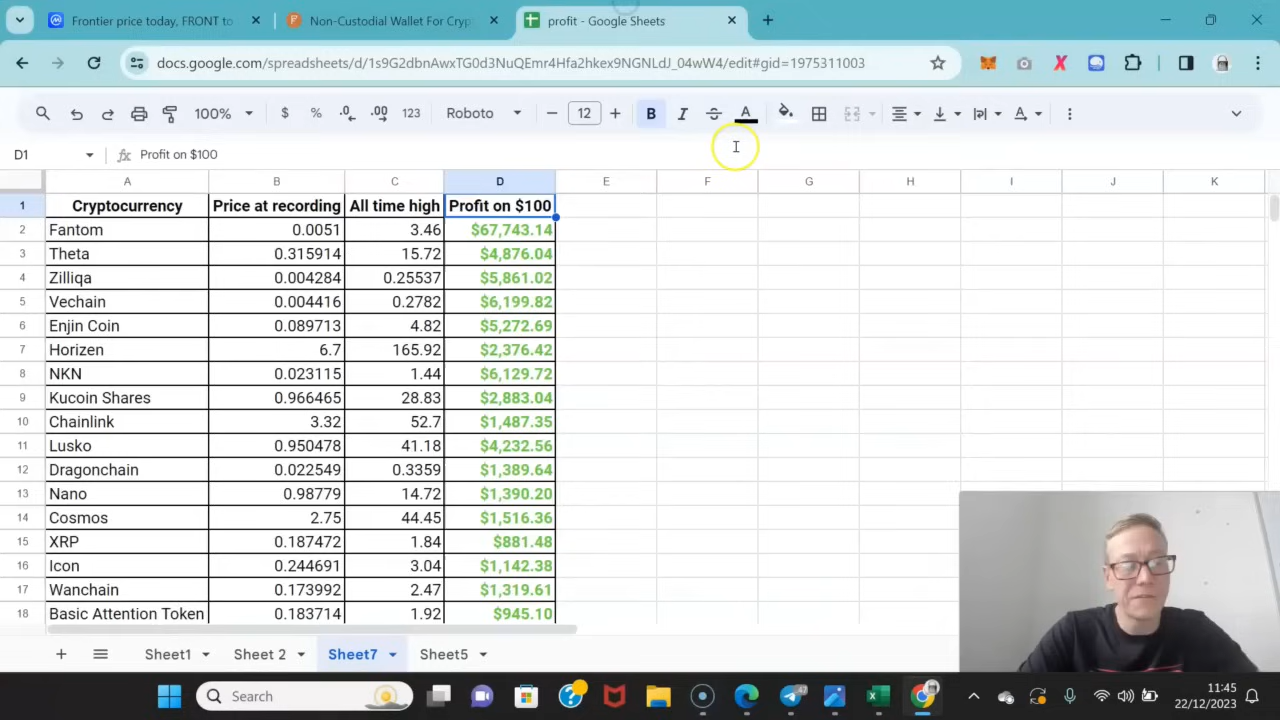 Frontier price today, FRONT to
Non-Custodial Wallet For Cryp
profit - Google Sheets
docs.google.com/spreadsheets/d/1s9G2dbnAwxTG0d3NuQEmr4Hfa2hkex9NGNLdJ_04wW4/edit#gid=1975311003
100% $ % .0 .00 123 Roboto 12 B I A
D1 fx Profit on $100
A B C D E F G H I J K
1 Cryptocurrency Price at recording All time high Profit on $100
2 Fantom 0.0051 3.46 $67,743.14
3 Theta 0.315914 15.72 $4,876.04
4 Zilliqa 0.004284 0.25537 $5,861.02
5 Vechain 0.004416 0.2782 $6,199.82
6 Enjin Coin 0.089713 4.82 $5,272.69
7 Horizen 6.7 165.92 $2,376.42
8 NKN 0.023115 1.44 $6,129.72
9 Kucoin Shares 0.966465 28.83 $2,883.04
10 Chainlink 3.32 52.7 $1,487.35
11 Lusko 0.950478 41.18 $4,232.56
12 Dragonchain 0.022549 0.3359 $1,389.64
13 Nano 0.98779 14.72 $1,390.20
14 Cosmos 2.75 44.45 $1,516.36
15 XRP 0.187472 1.84 $881.48
16 Icon 0.244691 3.04 $1,142.38
17 Wanchain 0.173992 2.47 $1,319.61
18 Basic Attention Token 0.183714 1.92 $945.10
Sheet1 Sheet 2 Sheet7 Sheet5
Search
11:45
22/12/2023